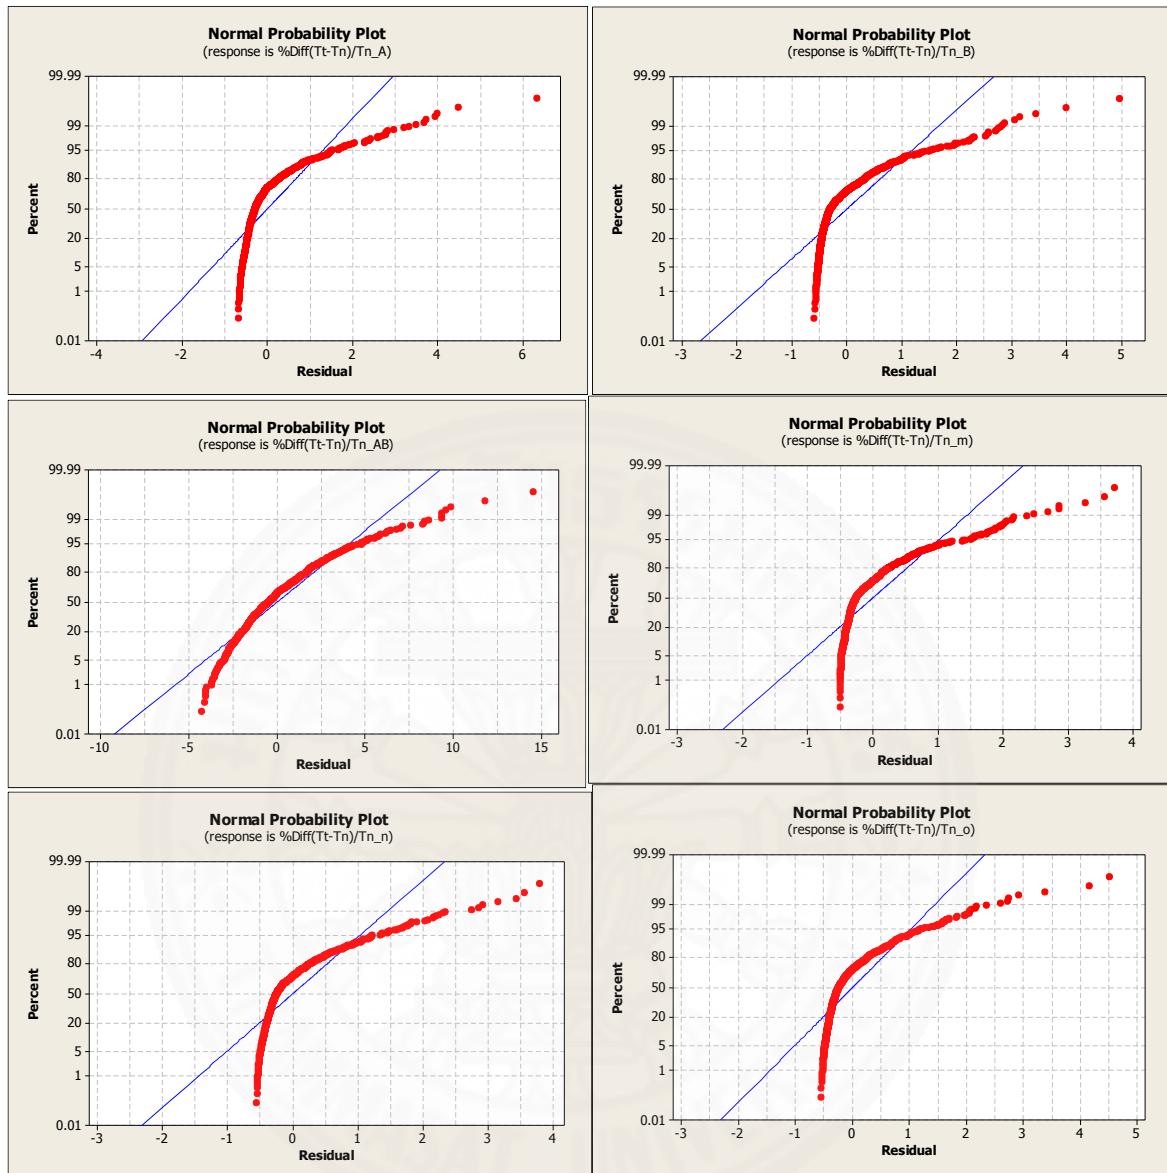 Normal Probability Plot
(response is %Diff(Tt-Tn)/Tn_A)
99.99
99
95
80
50
20
5
1
0.01
Percent
-4 -2 0 2 4 6
Residual
Normal Probability Plot
(response is %Diff(Tt-Tn)/Tn_B)
99.99
99
95
80
50
20
5
1
0.01
Percent
-3 -2 -1 0 1 2 3 4 5
Residual
Normal Probability Plot
(response is %Diff(Tt-Tn)/Tn_AB)
99.99
99
95
80
50
20
5
1
0.01
Percent
-10 -5 0 5 10 15
Residual
Normal Probability Plot
(response is %Diff(Tt-Tn)/Tn_m)
99.99
99
95
80
50
20
5
1
0.01
Percent
-3 -2 -1 0 1 2 3 4
Residual
Normal Probability Plot
(response is %Diff(Tt-Tn)/Tn_n)
99.99
99
95
80
50
20
5
1
0.01
Percent
-3 -2 -1 0 1 2 3 4
Residual
Normal Probability Plot
(response is %Diff(Tt-Tn)/Tn_o)
99.99
99
95
80
50
20
5
1
0.01
Percent
-3 -2 -1 0 1 2 3 4 5
Residual